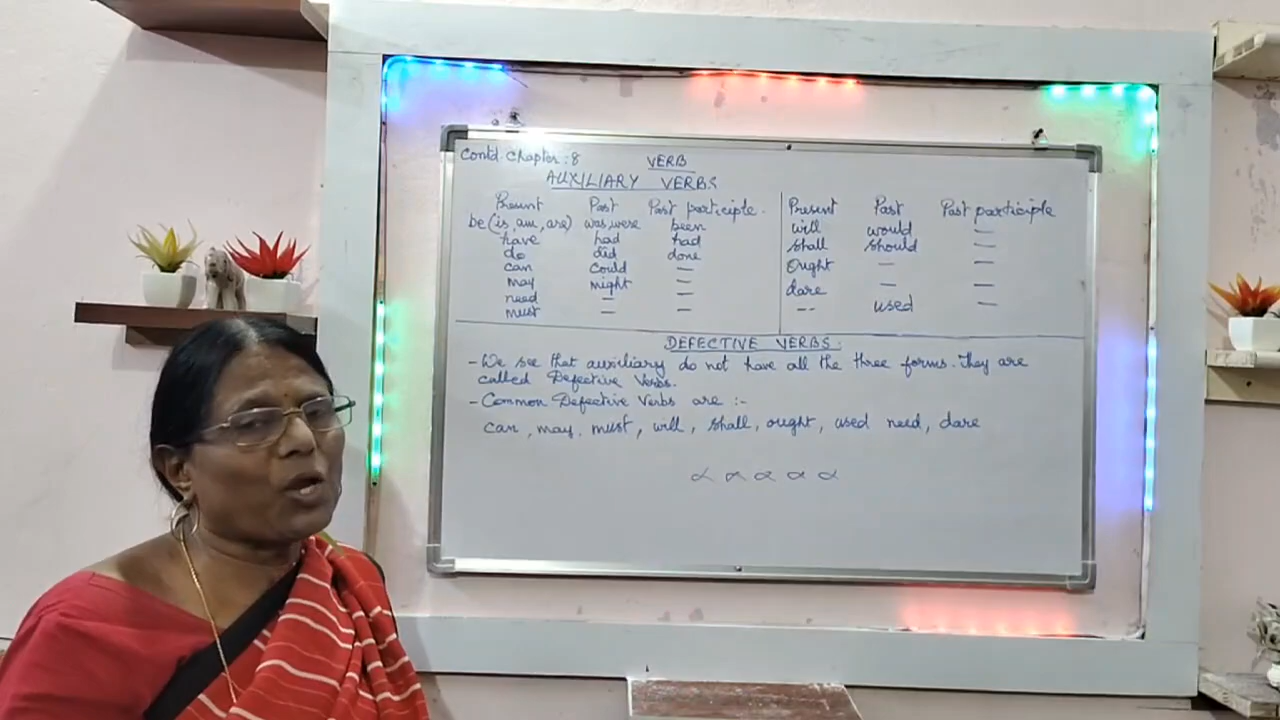 Contd Chapter : 8 VERB
AUXILIARY VERBS
Present Past Past participle. Present Past Past participle
be (is, am, are) was, were been will would —
have had had shall should —
do did done Ought — —
can could — dare — —
may might — -- used —
need — —
must — —
DEFECTIVE VERBS:
- We see that auxiliary do not have all the three forms. They are
called Defective Verbs.
- Common Defective Verbs are :-
can, may, must, will, shall, ought, used need, dare